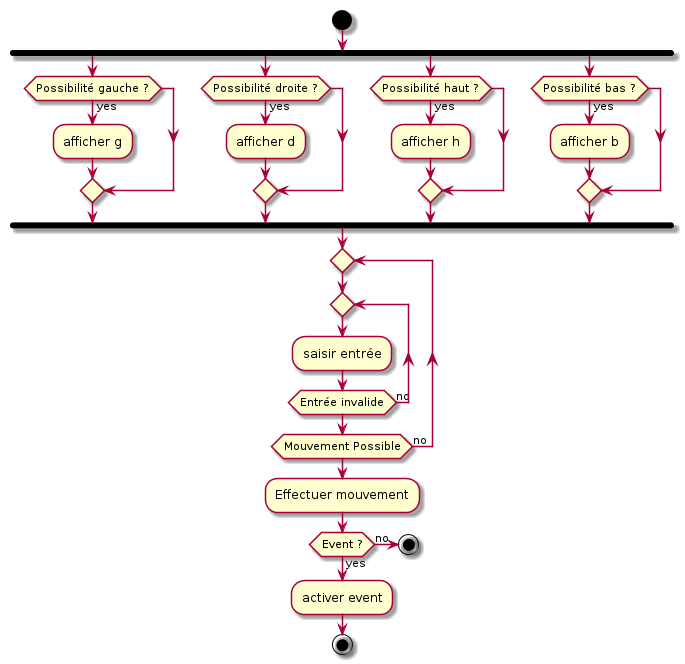 Possibilité gauche ?
Possibilité droite ?
Possibilité haut ?
Possibilité bas ?
yes
yes
yes
yes
afficher g
afficher d
afficher h
afficher b
saisir entrée
Entrée invalide
no
Mouvement Possible
no
Effectuer mouvement
Event ?
no
yes
activer event